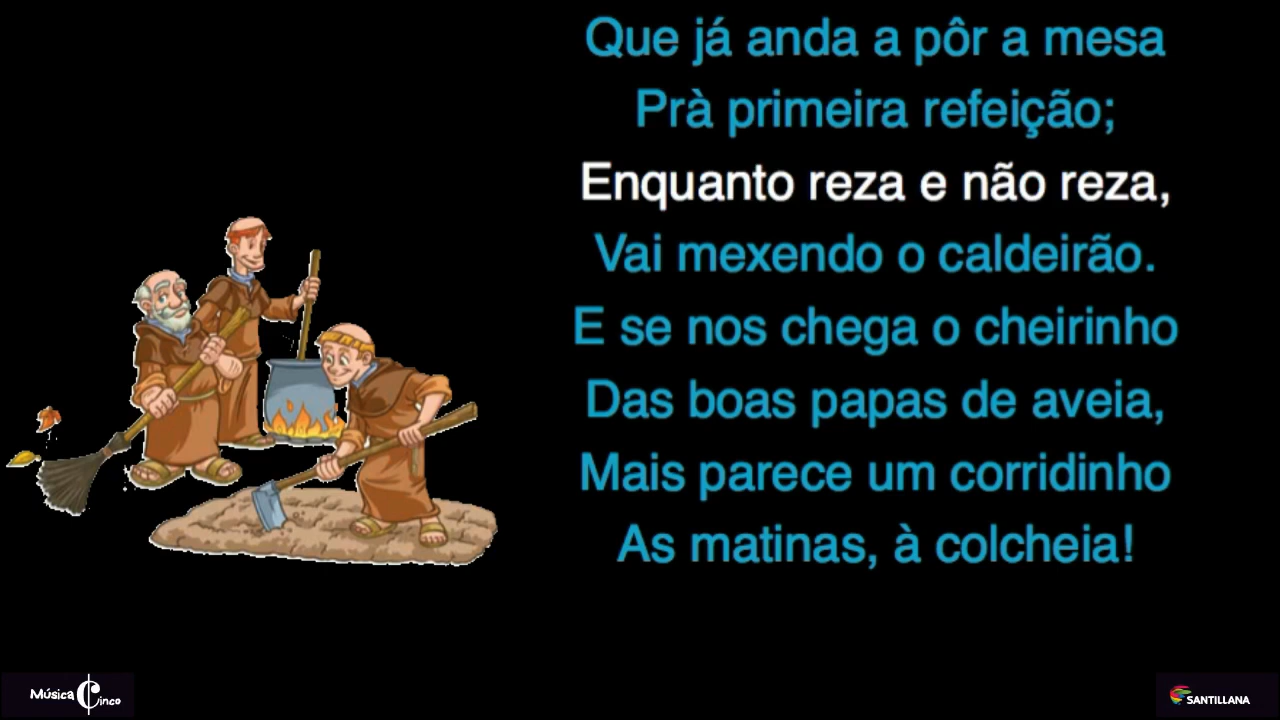 Que já anda a pôr a mesa
Prà primeira refeição;
Enquanto reza e não reza,
Vai mexendo o caldeirão.
E se nos chega o cheirinho
Das boas papas de aveia,
Mais parece um corridinho
As matinas, à colcheia!
Música Cinco
SANTILLANA